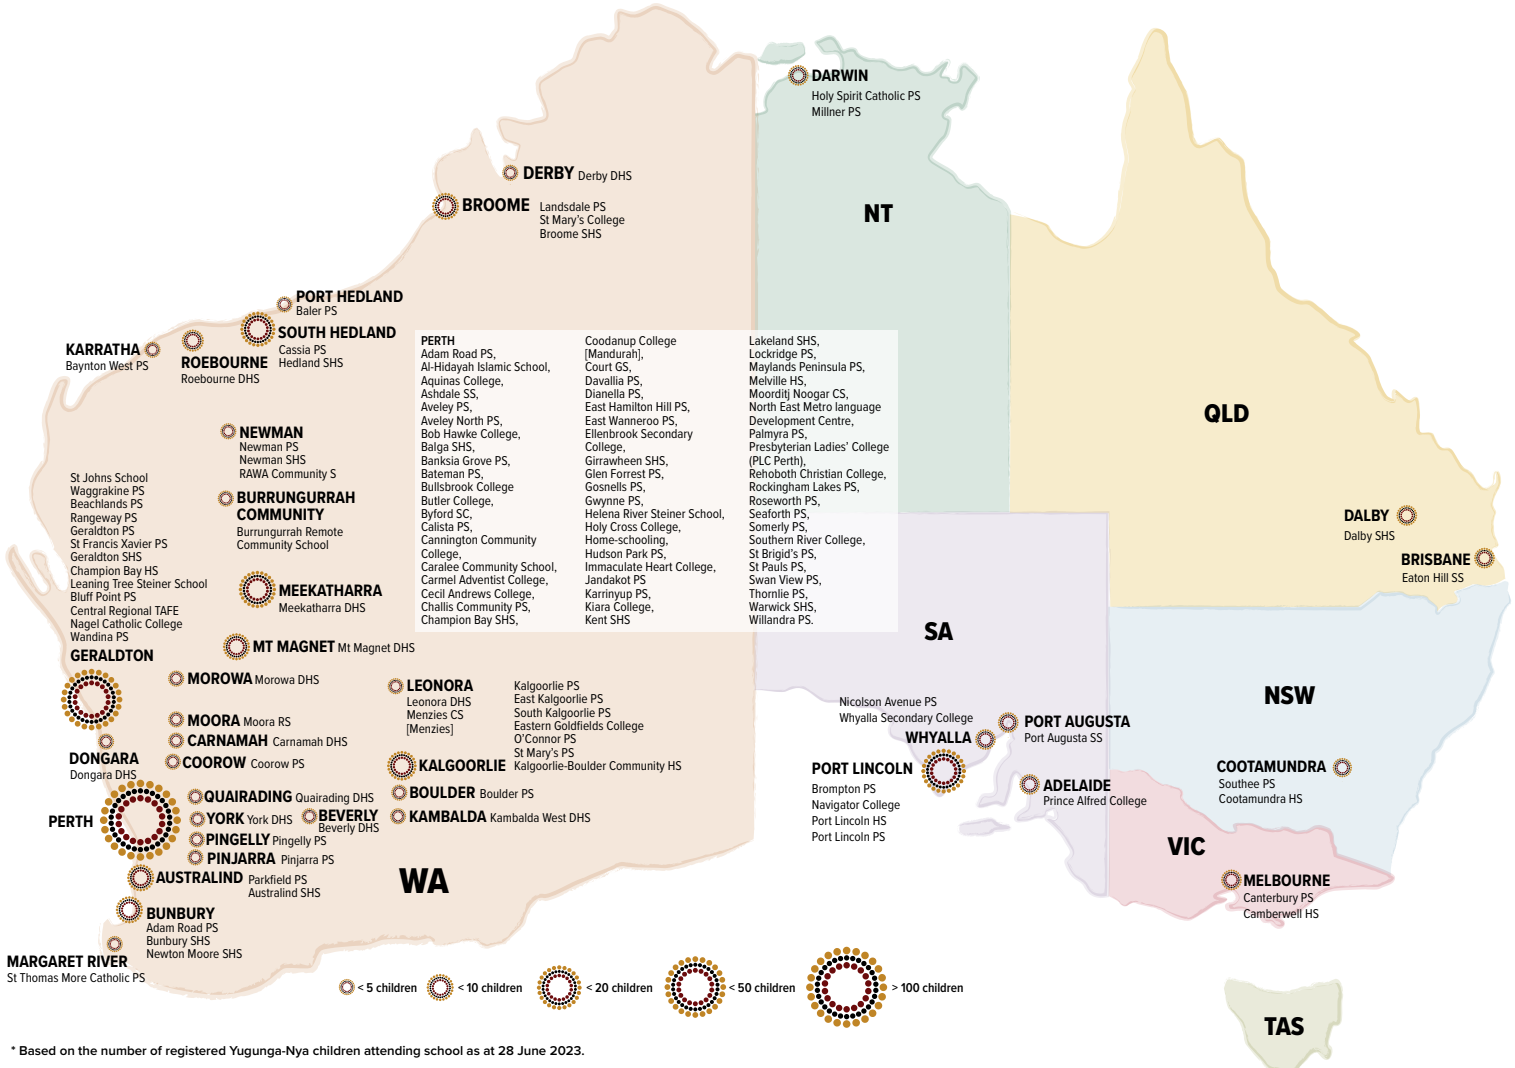 DARWIN
Holy Spirit Catholic PS
Millner PS
NT
DERBY Derby DHS
BROOME
Landsdale PS
St Mary's College
Broome SHS
PORT HEDLAND
Baler PS
SOUTH HEDLAND
Cassia PS
Hedland SHS
KARRATHA
Baynton West PS
ROEBOURNE
Roebourne DHS
NEWMAN
Newman PS
Newman SHS
RAWA Community S
BURRUNGURRAH
COMMUNITY
Burrungurrah Remote
Community School
MEEKATHARRA
Meekatharra DHS
MT MAGNET Mt Magnet DHS
St Johns School
Waggrakine PS
Beachlands PS
Rangeway PS
Geraldton PS
St Francis Xavier PS
Geraldton SHS
Champion Bay HS
Leaning Tree Steiner School
Bluff Point PS
Central Regional TAFE
Nagel Catholic College
Wandina PS
GERALDTON
PERTH
Adam Road PS,
Al-Hidayah Islamic School,
Aquinas College,
Ashdale SS,
Aveley PS,
Aveley North PS,
Bob Hawke College,
Balga SHS,
Banksia Grove PS,
Bateman PS,
Bullsbrook College
Butler College,
Byford SC,
Calista PS,
Cannington Community
College,
Caralee Community School,
Carmel Adventist College,
Cecil Andrews College,
Challis Community PS,
Champion Bay SHS,
Coodanup College
[Mandurah],
Court GS,
Davallia PS,
Dianella PS,
East Hamilton Hill PS,
East Wanneroo PS,
Ellenbrook Secondary
College,
Girrawheen SHS,
Glen Forrest PS,
Gosnells PS,
Gwynne PS,
Helena River Steiner School,
Holy Cross College,
Home-schooling,
Hudson Park PS,
Immaculate Heart College,
Jandakot PS
Karrinyup PS,
Kiara College,
Kent SHS
Lakeland SHS,
Lockridge PS,
Maylands Peninsula PS,
Melville HS,
Moorditj Noogar CS,
North East Metro language
Development Centre,
Palmyra PS,
Presbyterian Ladies' College
(PLC Perth),
Rehoboth Christian College,
Rockingham Lakes PS,
Roseworth PS,
Seaforth PS,
Somerly PS,
Southern River College,
St Brigid's PS,
St Pauls PS,
Swan View PS,
Thornlie PS,
Warwick SHS,
Willandra PS.
QLD
DALBY
Dalby SHS
BRISBANE
Eaton Hill SS
SA
NSW
MOROWA Morowa DHS
MOORA Moora RS
CARNAMAH Carnamah DHS
COOROW Coorow PS
DONGARA
Dongara DHS
LEONORA
Leonora DHS
Menzies CS
[Menzies]
Kalgoorlie PS
East Kalgoorlie PS
South Kalgoorlie PS
Eastern Goldfields College
O'Connor PS
St Mary's PS
Kalgoorlie-Boulder Community HS
KALGOORLIE
BOULDER Boulder PS
KAMBALDA Kambalda West DHS
PERTH
QUAIRADING Quairading DHS
YORK York DHS
BEVERLY
Beverly DHS
PINGELLY Pingelly PS
PINJARRA Pinjarra PS
AUSTRALIND
Parkfield PS
Australind SHS
WA
BUNBURY
Adam Road PS
Bunbury SHS
Newton Moore SHS
MARGARET RIVER
St Thomas More Catholic PS
Nicolson Avenue PS
Whyalla Secondary College
WHYALLA
PORT AUGUSTA
Port Augusta SS
PORT LINCOLN
Brompton PS
Navigator College
Port Lincoln HS
Port Lincoln PS
ADELAIDE
Prince Alfred College
COOTAMUNDRA
Southee PS
Cootamundra HS
VIC
MELBOURNE
Canterbury PS
Camberwell HS
TAS
< 5 children
< 10 children
< 20 children
< 50 children
> 100 children
* Based on the number of registered Yugunga-Nya children attending school as at 28 June 2023.